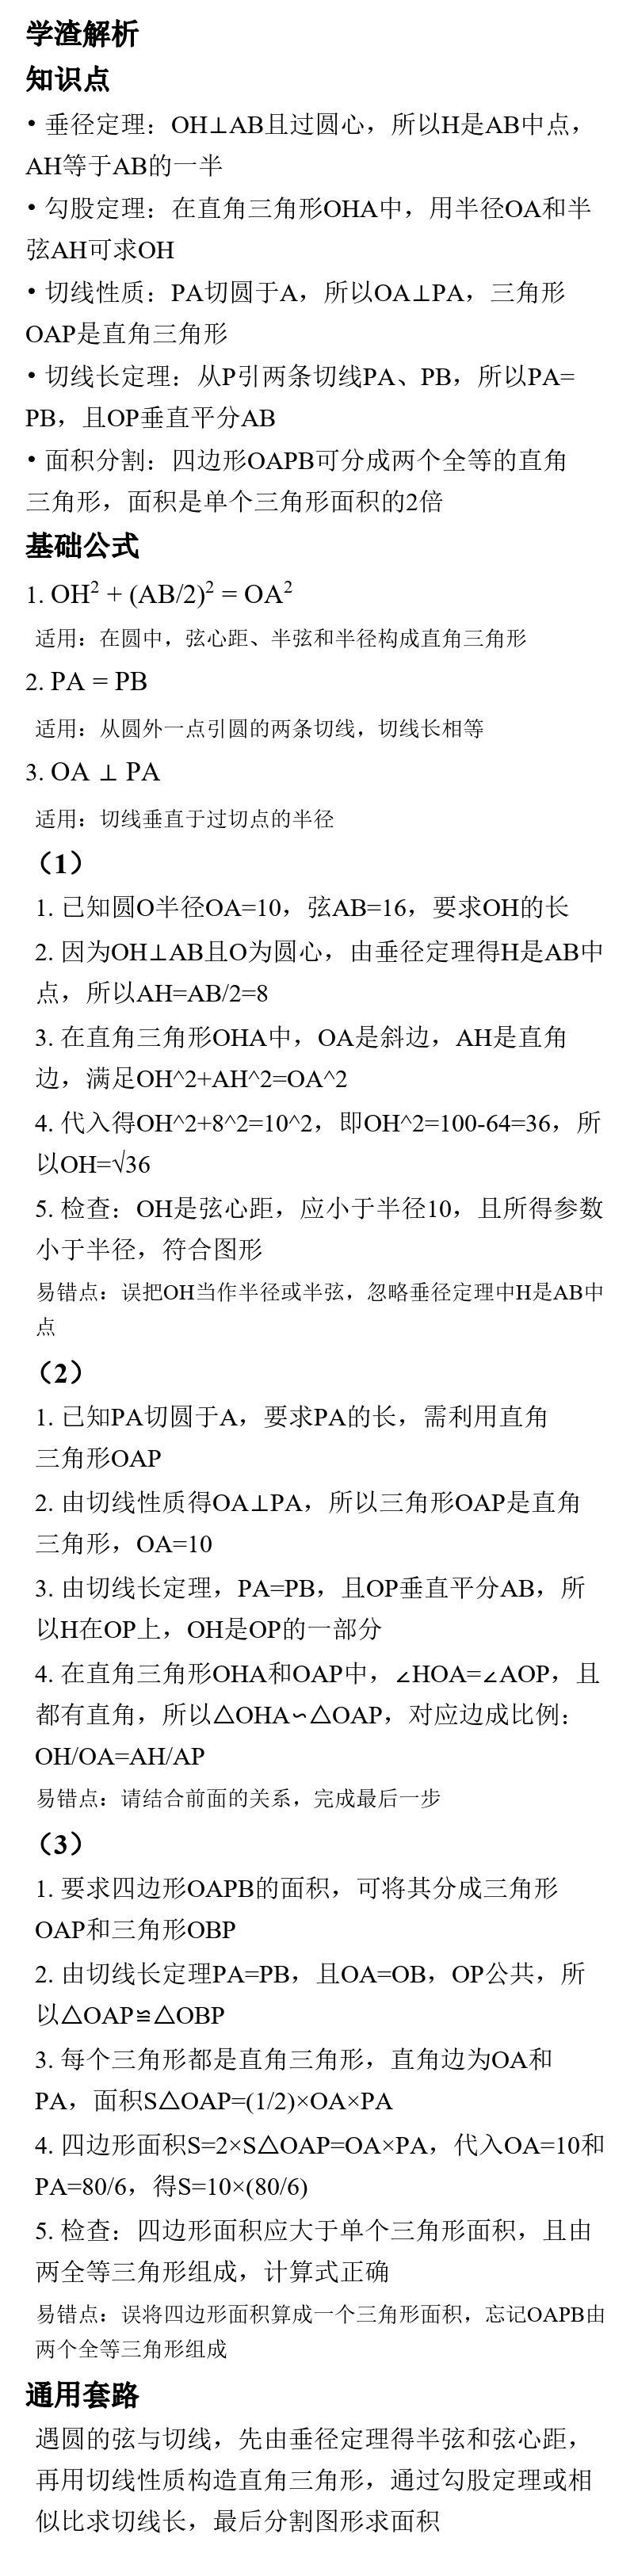 学渣解析
知识点
• 垂径定理：OH⊥AB且过圆心，所以H是AB中点，
AH等于AB的一半
• 勾股定理：在直角三角形OHA中，用半径OA和半
弦AH可求OH
• 切线性质：PA切圆于A，所以OA⊥PA，三角形
OAP是直角三角形
• 切线长定理：从P引两条切线PA、PB，所以PA=
PB，且OP垂直平分AB
• 面积分割：四边形OAPB可分成两个全等的直角
三角形，面积是单个三角形面积的2倍
基础公式
1. OH² + (AB/2)² = OA²
适用：在圆中，弦心距、半弦和半径构成直角三角形
2. PA = PB
适用：从圆外一点引圆的两条切线，切线长相等
3. OA ⊥ PA
适用：切线垂直于过切点的半径
（1）
1. 已知圆O半径OA=10，弦AB=16，要求OH的长
2. 因为OH⊥AB且O为圆心，由垂径定理得H是AB中
点，所以AH=AB/2=8
3. 在直角三角形OHA中，OA是斜边，AH是直角
边，满足OH^2+AH^2=OA^2
4. 代入得OH^2+8^2=10^2，即OH^2=100-64=36，所
以OH=√36
5. 检查：OH是弦心距，应小于半径10，且所得参数
小于半径，符合图形
易错点：误把OH当作半径或半弦，忽略垂径定理中H是AB中
点
（2）
1. 已知PA切圆于A，要求PA的长，需利用直角
三角形OAP
2. 由切线性质得OA⊥PA，所以三角形OAP是直角
三角形，OA=10
3. 由切线长定理，PA=PB，且OP垂直平分AB，所
以H在OP上，OH是OP的一部分
4. 在直角三角形OHA和OAP中，∠HOA=∠AOP，且
都有直角，所以△OHA∽△OAP，对应边成比例：
OH/OA=AH/AP
易错点：请结合前面的关系，完成最后一步
（3）
1. 要求四边形OAPB的面积，可将其分成三角形
OAP和三角形OBP
2. 由切线长定理PA=PB，且OA=OB，OP公共，所
以△OAP≌△OBP
3. 每个三角形都是直角三角形，直角边为OA和
PA，面积S△OAP=(1/2)×OA×PA
4. 四边形面积S=2×S△OAP=OA×PA，代入OA=10和
PA=80/6，得S=10×(80/6)
5. 检查：四边形面积应大于单个三角形面积，且由
两全等三角形组成，计算式正确
易错点：误将四边形面积算成一个三角形面积，忘记OAPB由
两个全等三角形组成
通用套路
遇圆的弦与切线，先由垂径定理得半弦和弦心距，
再用切线性质构造直角三角形，通过勾股定理或相
似比求切线长，最后分割图形求面积